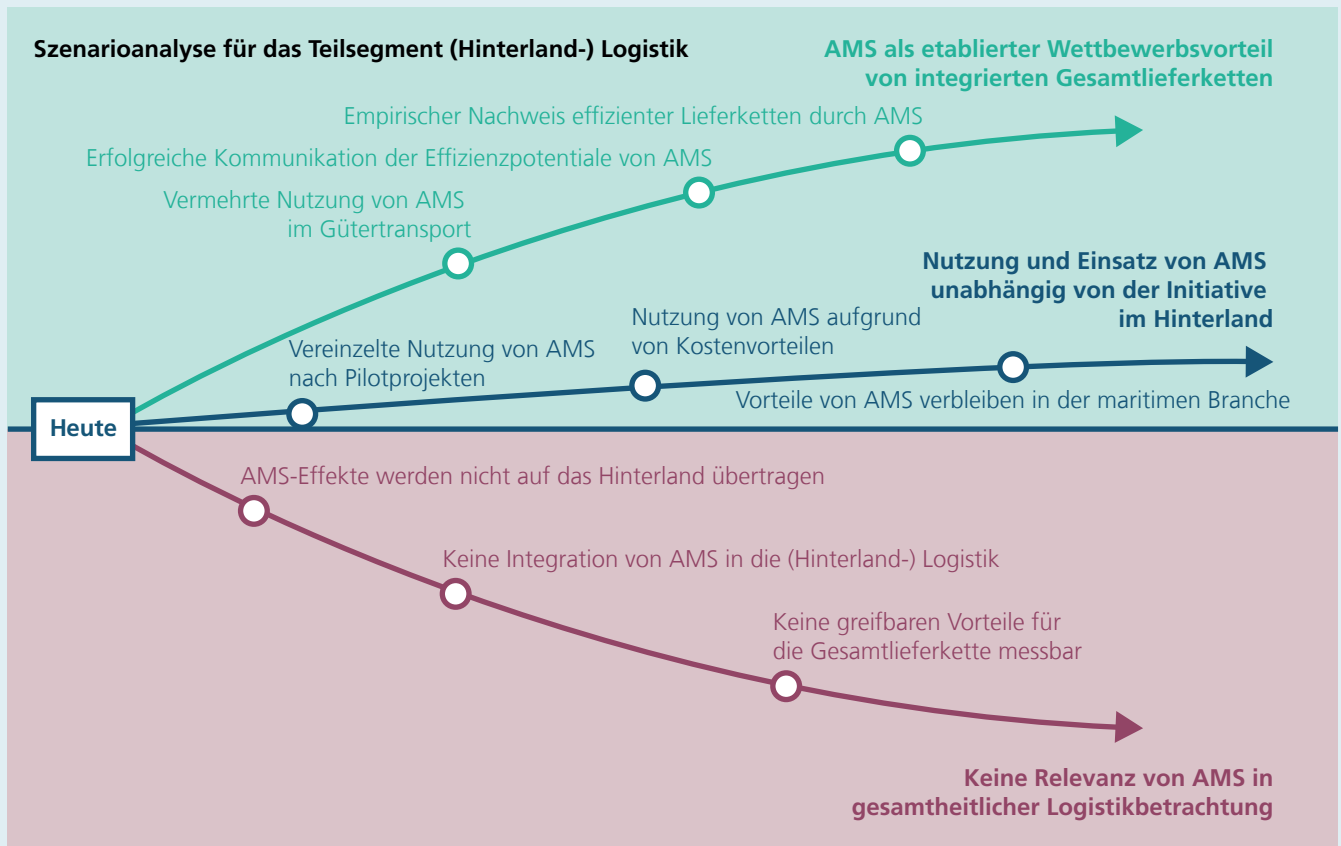 Szenarioanalyse für das Teilsegment (Hinterland-) Logistik
AMS als etablierter Wettbewerbsvorteil
von integrierten Gesamtlieferketten
Empirischer Nachweis effizienter Lieferketten durch AMS
Erfolgreiche Kommunikation der Effizienzpotentiale von AMS
Vermehrte Nutzung von AMS
im Gütertransport
Nutzung und Einsatz von AMS
unabhängig von der Initiative
im Hinterland
Nutzung von AMS aufgrund
von Kostenvorteilen
Vereinzelte Nutzung von AMS
nach Pilotprojekten
Vorteile von AMS verbleiben in der maritimen Branche
Heute
AMS-Effekte werden nicht auf das Hinterland übertragen
Keine Integration von AMS in die (Hinterland-) Logistik
Keine greifbaren Vorteile für
die Gesamtlieferkette messbar
Keine Relevanz von AMS in
gesamtheitlicher Logistikbetrachtung